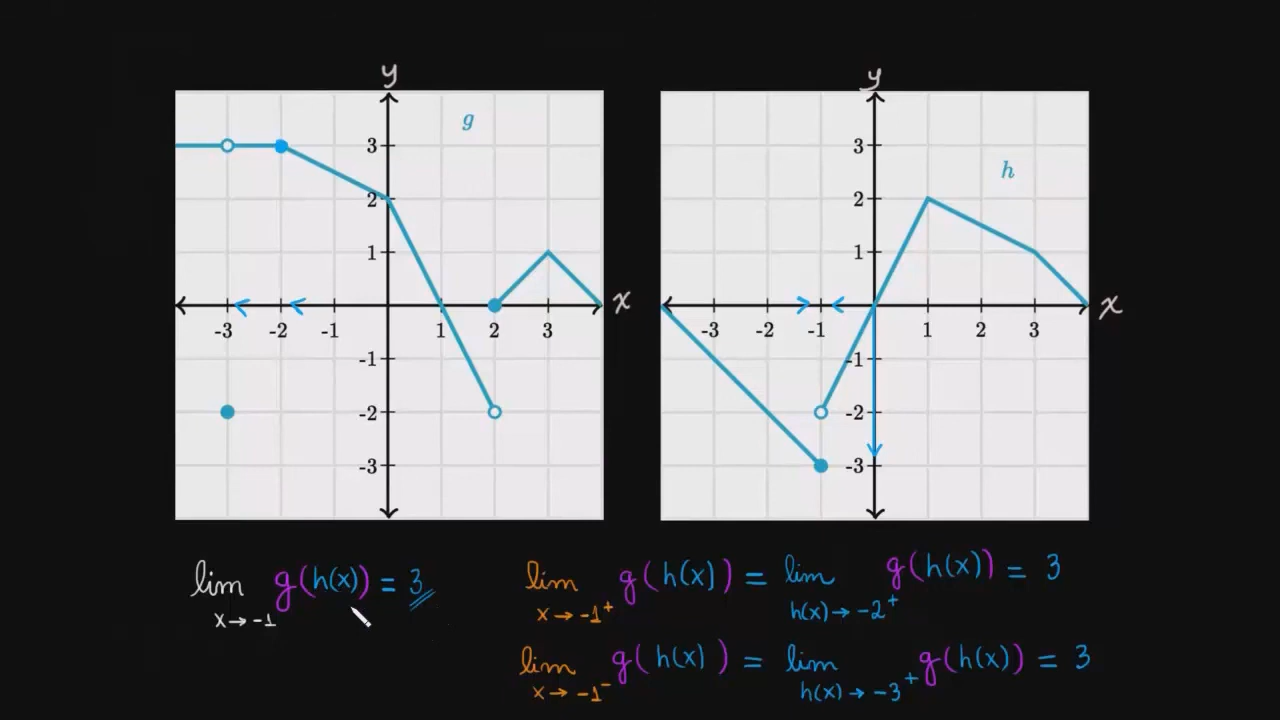 y
g
3
2
1
-3 -2 -1 1 2 3
x
-1
-2
-3
y
h
3
2
1
-3 -2 -1 1 2 3
x
-1
-2
-3
lim x→-1 g(h(x)) = 3
lim x→-1⁺ g(h(x)) = lim h(x)→-2⁺ g(h(x)) = 3
lim x→-1⁻ g(h(x)) = lim h(x)→-3⁺ g(h(x)) = 3